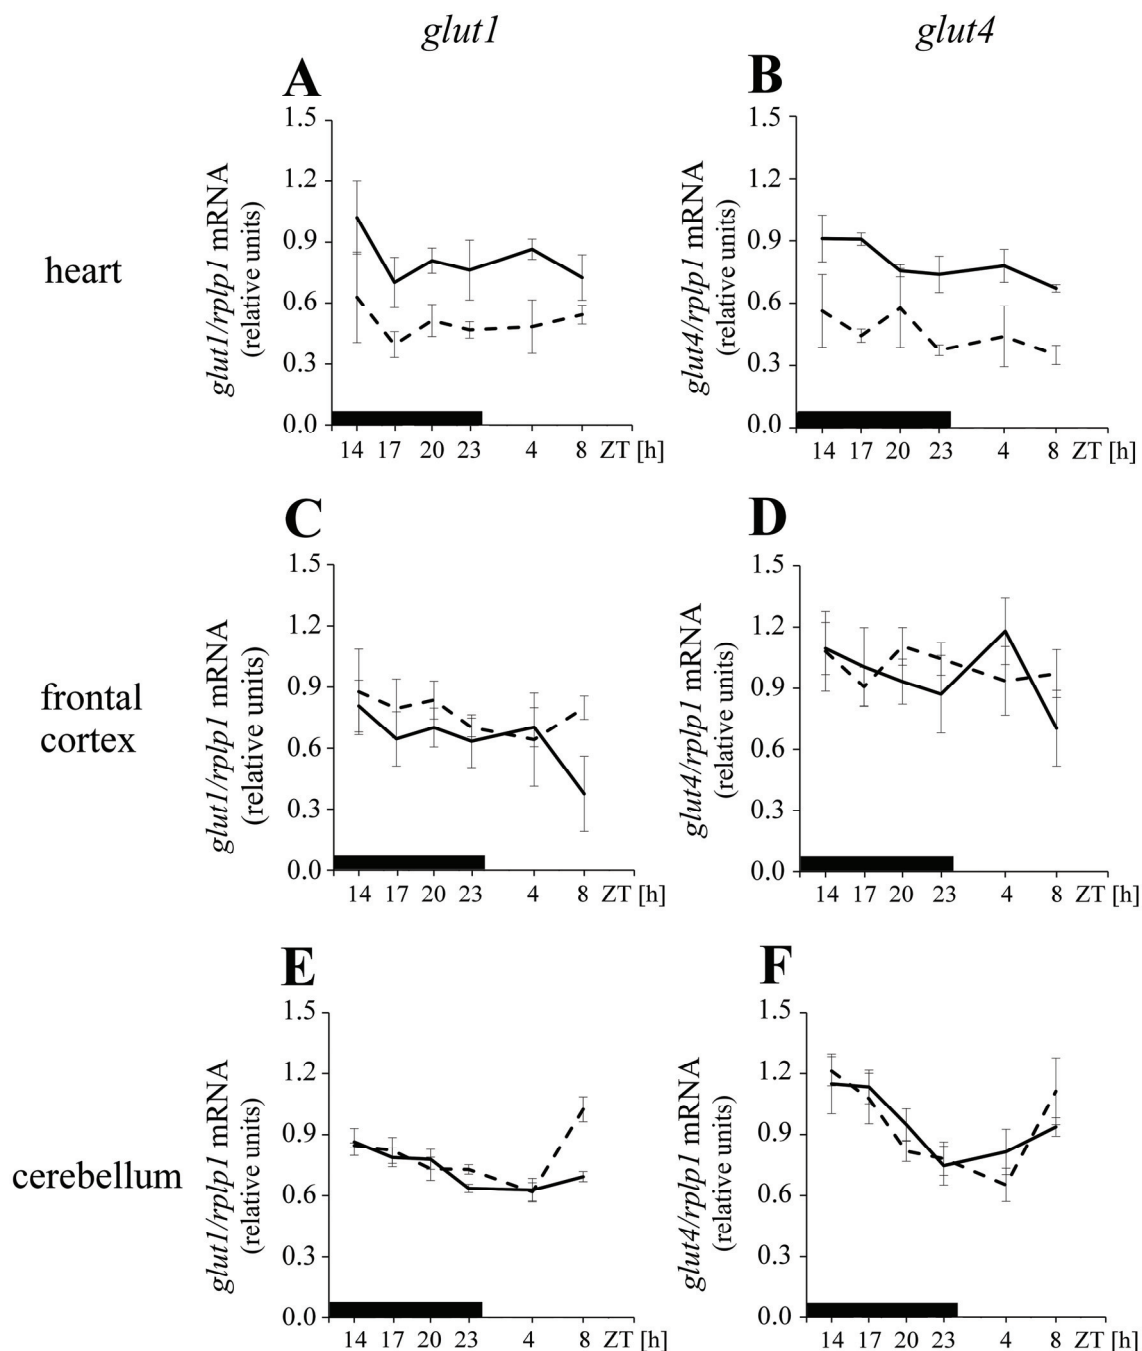 glut1
glut4
A
B
heart
glut1/rplp1 mRNA
(relative units)
1.5
1.2
0.9
0.6
0.3
0.0
14 17 20 23 4 8 ZT [h]
glut4/rplp1 mRNA
(relative units)
1.5
1.2
0.9
0.6
0.3
0.0
14 17 20 23 4 8 ZT [h]
C
D
frontal
cortex
glut1/rplp1 mRNA
(relative units)
1.5
1.2
0.9
0.6
0.3
0.0
14 17 20 23 4 8 ZT [h]
glut4/rplp1 mRNA
(relative units)
1.5
1.2
0.9
0.6
0.3
0.0
14 17 20 23 4 8 ZT [h]
E
F
cerebellum
glut1/rplp1 mRNA
(relative units)
1.5
1.2
0.9
0.6
0.3
0.0
14 17 20 23 4 8 ZT [h]
glut4/rplp1 mRNA
(relative units)
1.5
1.2
0.9
0.6
0.3
0.0
14 17 20 23 4 8 ZT [h]